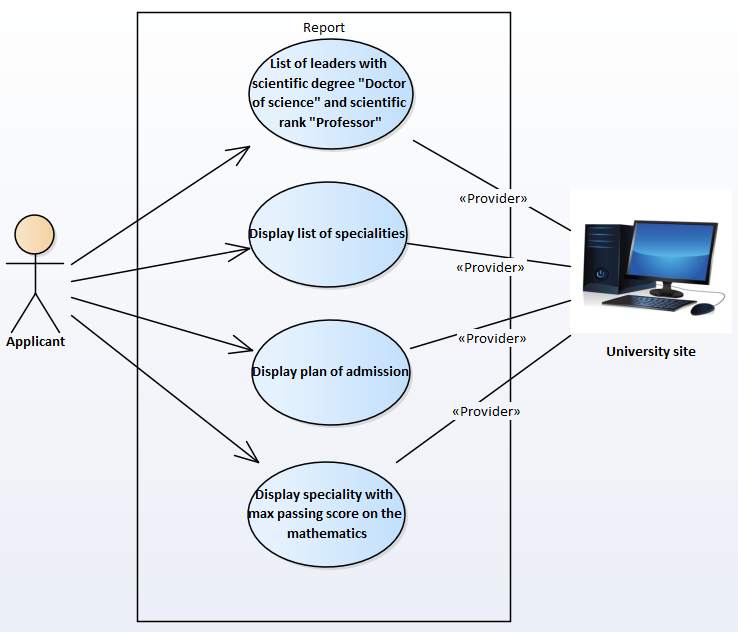 Report
List of leaders with
scientific degree "Doctor
of science" and scientific
rank "Professor"
«Provider»
Display list of specialities
«Provider»
Applicant
«Provider»
University site
Display plan of admission
«Provider»
Display speciality with
max passing score on the
mathematics